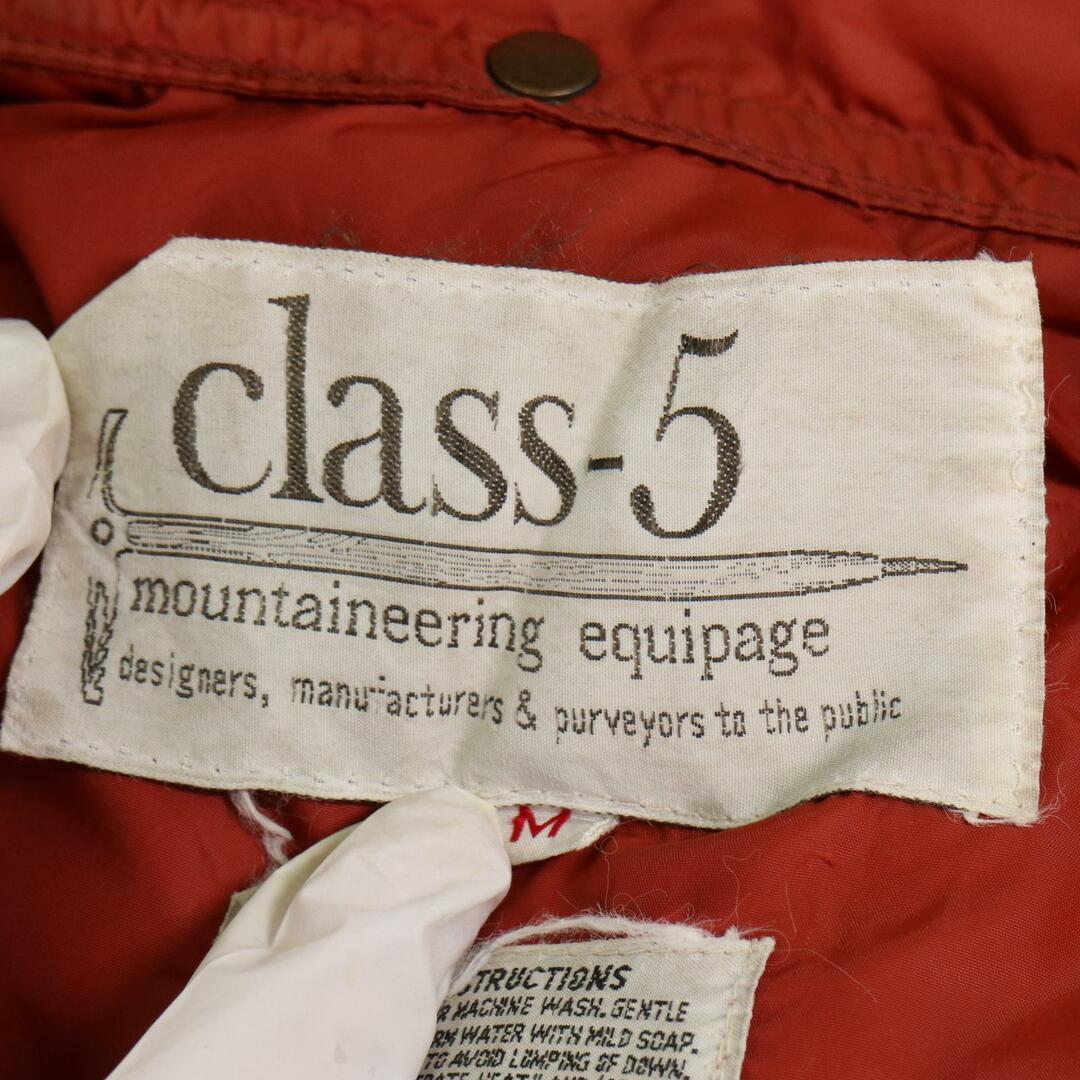 class-5
mountaineering equipage
designers, manufacturers & purveyors to the public
M
STRUCTIONS
R MACHINE WASH. GENTLE
RM WATER WITH MILD SOAP.
TO AVOID LUMPING OF DOWN,